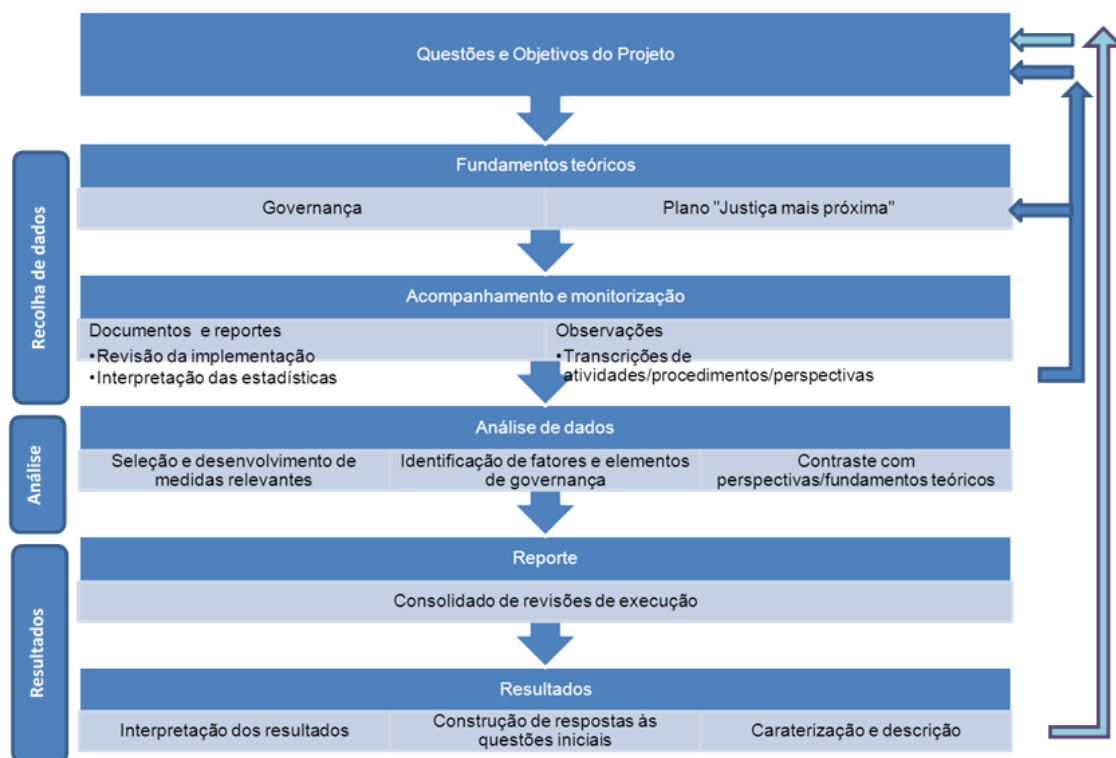 Questões e Objetivos do Projeto
Recolha de dados
Fundamentos teóricos
Governança
Plano "Justiça mais próxima"
Acompanhamento e monitorização
Documentos e reportes
•Revisão da implementação
•Interpretação das estadísticas
Observações
•Transcrições de
atividades/procedimentos/perspectivas
Análise
Análise de dados
Seleção e desenvolvimento de
medidas relevantes
Identificação de fatores e elementos
de governança
Contraste com
perspectivas/fundamentos teóricos
Resultados
Reporte
Consolidado de revisões de execução
Resultados
Interpretação dos resultados
Construção de respostas às
questões iniciais
Caraterização e descrição